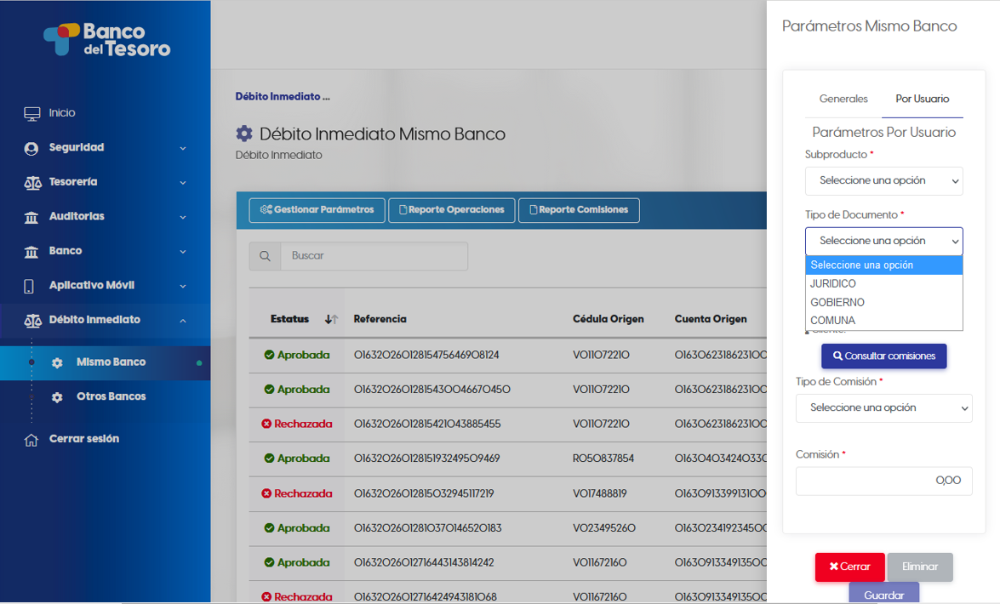 Banco
del Tesoro
Inicio
Seguridad
Tesorería
Auditorias
Banco
Aplicativo Móvil
Débito Inmediato
Mismo Banco
Otros Bancos
Cerrar sesión
Débito Inmediato ...
Débito Inmediato Mismo Banco
Débito Inmediato
Gestionar Parámetros Reporte Operaciones Reporte Comisiones
Buscar
Estatus Referencia Cédula Origen Cuenta Origen
Aprobada 01632026012815475646908124 V011072210 0163062318623100
Aprobada 01632026012815430046670450 V011072210 0163062318623100
Rechazada 01632026012815421043885455 V011072210 0163062318623100
Aprobada 01632026012815193249509469 R050837854 016304034240330
Rechazada 01632026012815032945117219 V017488819 0163091339913100
Aprobada 01632026012810370146520183 V023495260 0163023419234500
Aprobada 01632026012716443143814242 V011672160 0163091334913500
Rechazada 01632026012716424943181068 V011672160 0163091334913500
Parámetros Mismo Banco
Generales Por Usuario
Parámetros Por Usuario
Subproducto *
Seleccione una opción
Tipo de Documento *
Seleccione una opción
Seleccione una opción
JURIDICO
GOBIERNO
COMUNA
Consultar comisiones
Tipo de Comisión *
Seleccione una opción
Comisión *
0,00
Cerrar Eliminar
Guardar